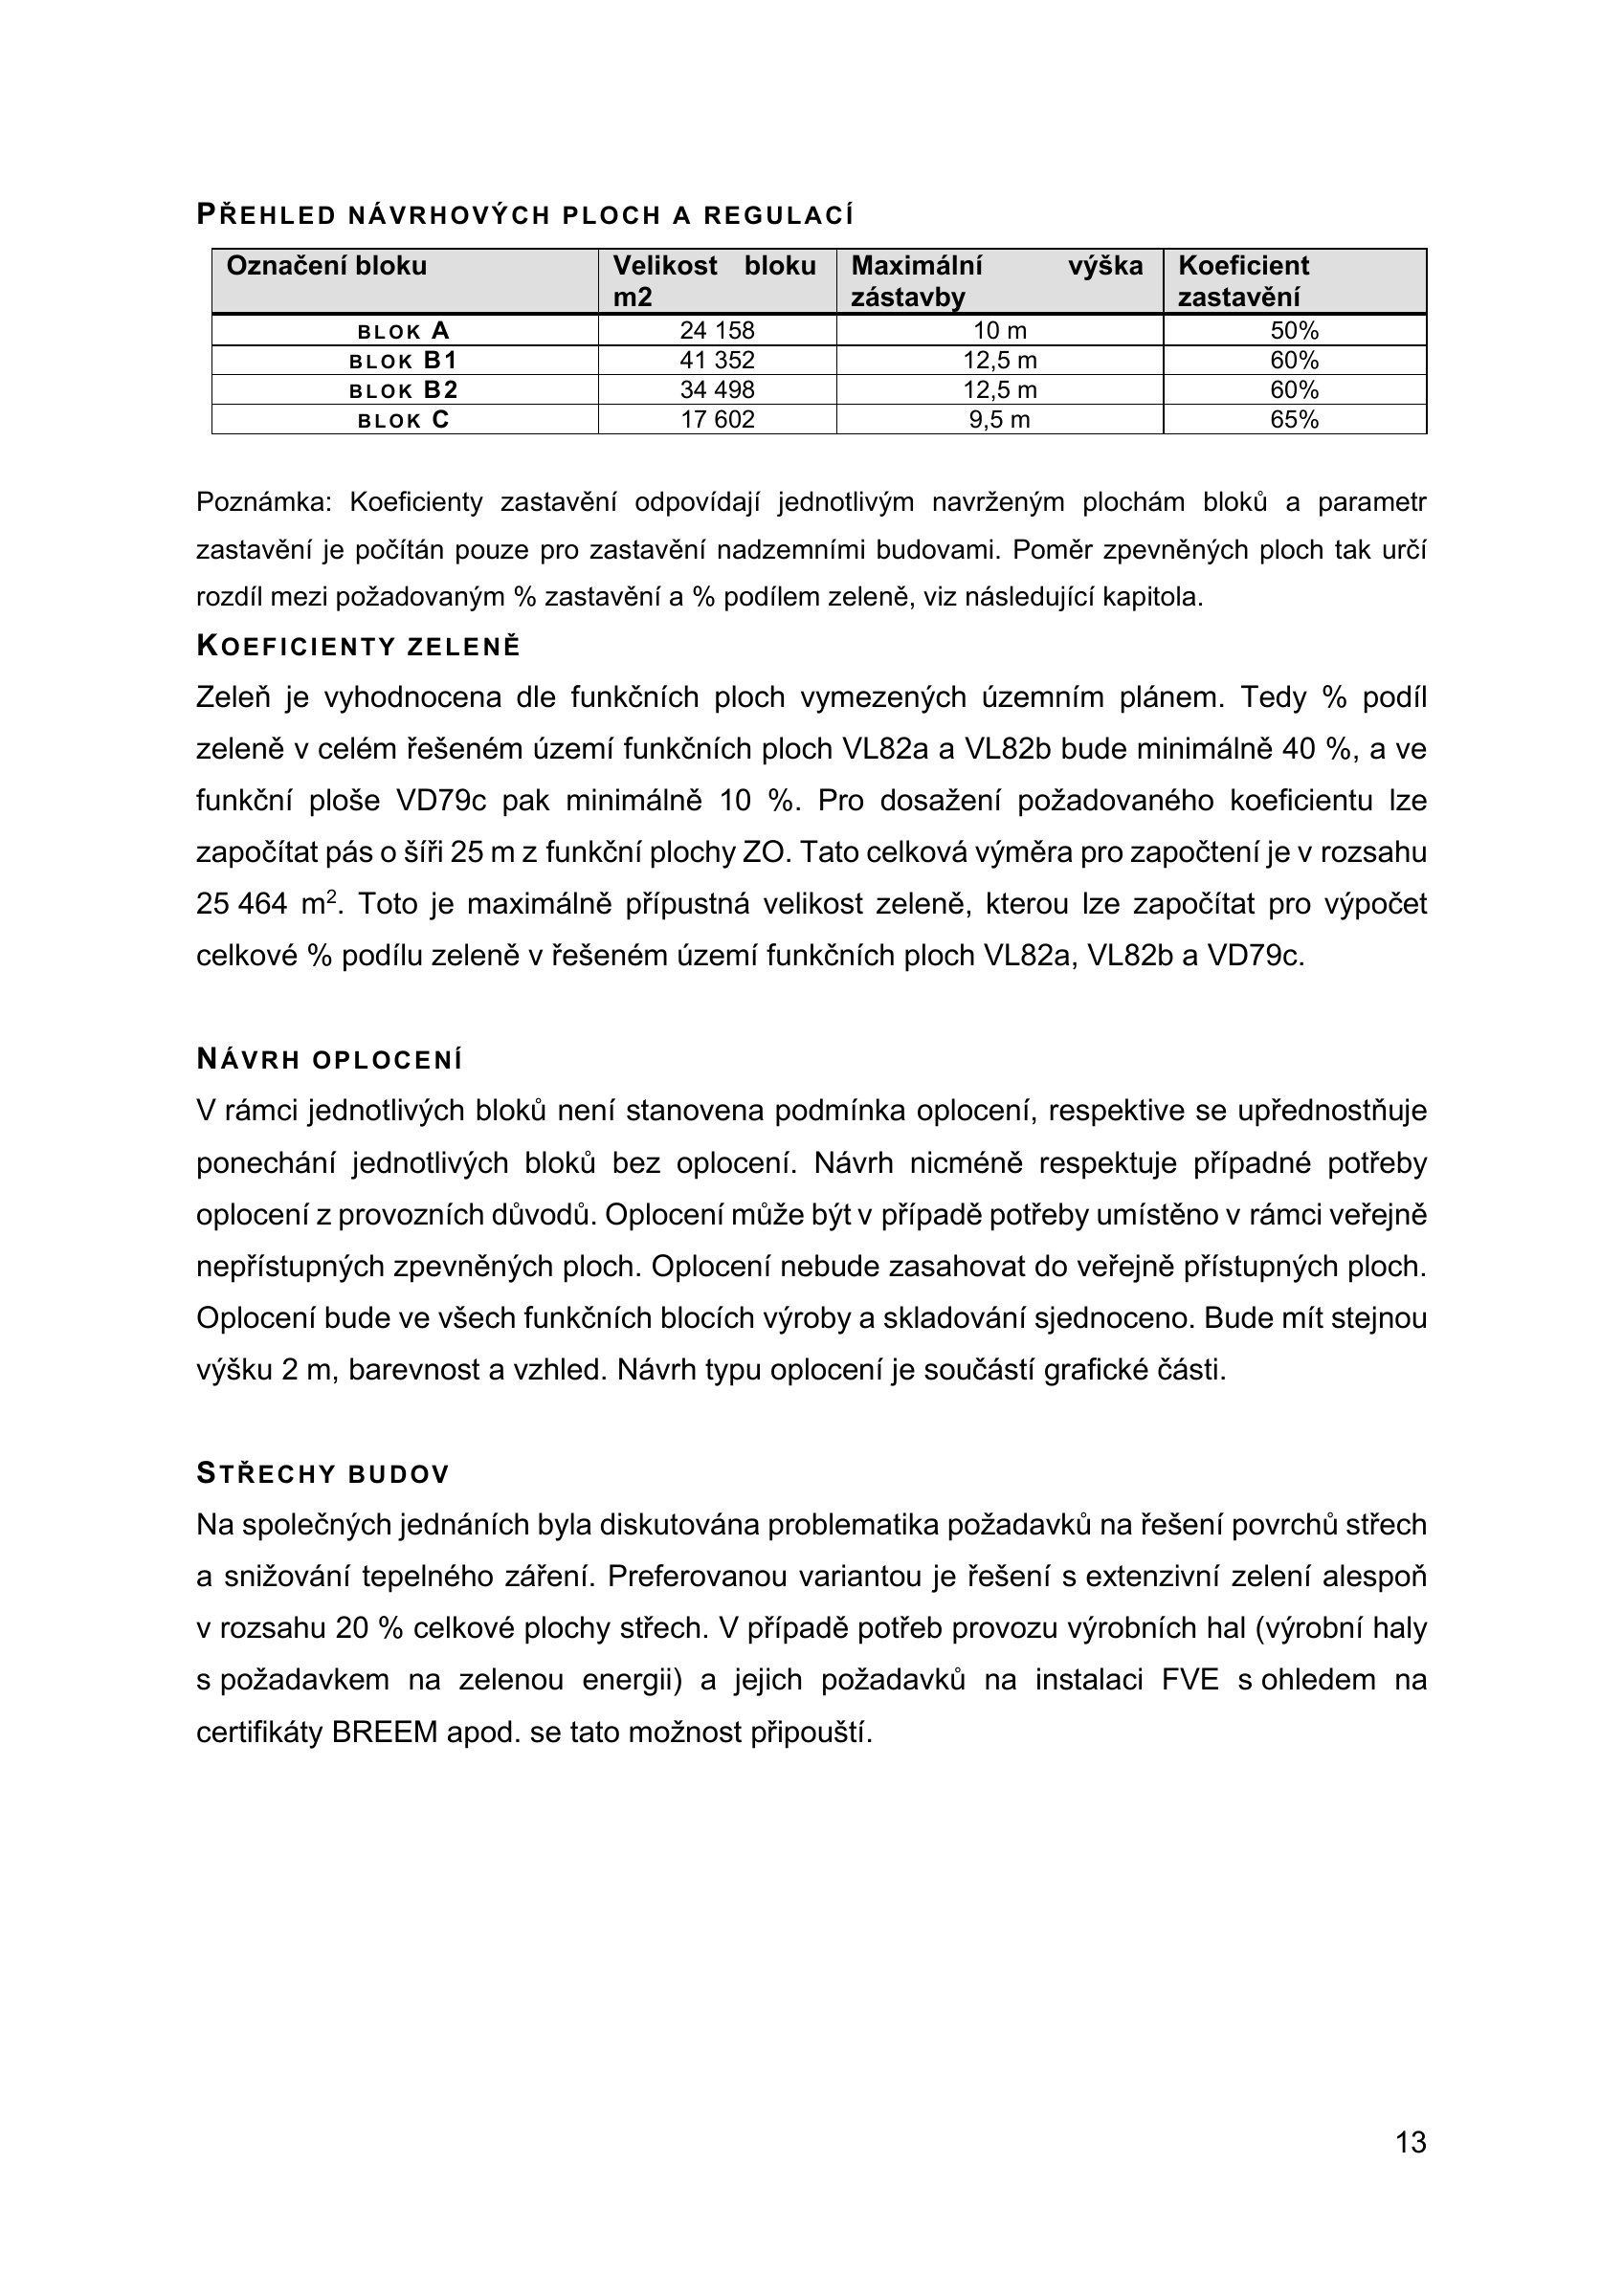 PŘEHLED NÁVRHOVÝCH PLOCH A REGULACÍ
Označení bloku Velikost bloku m2 Maximální výška zástavby Koeficient zastavění
BLOK A 24 158 10 m 50%
BLOK B1 41 352 12,5 m 60%
BLOK B2 34 498 12,5 m 60%
BLOK C 17 602 9,5 m 65%
Poznámka: Koeficienty zastavění odpovídají jednotlivým navrženým plochám bloků a parametr
zastavění je počítán pouze pro zastavění nadzemními budovami. Poměr zpevněných ploch tak určí
rozdíl mezi požadovaným % zastavění a % podílem zeleně, viz následující kapitola.
KOEFICIENTY ZELENĚ
Zeleň je vyhodnocena dle funkčních ploch vymezených územním plánem. Tedy % podíl
zeleně v celém řešeném území funkčních ploch VL82a a VL82b bude minimálně 40 %, a ve
funkční ploše VD79c pak minimálně 10 %. Pro dosažení požadovaného koeficientu lze
započítat pás o šíři 25 m z funkční plochy ZO. Tato celková výměra pro započtení je v rozsahu
25 464 m². Toto je maximálně přípustná velikost zeleně, kterou lze započítat pro výpočet
celkové % podílu zeleně v řešeném území funkčních ploch VL82a, VL82b a VD79c.
NÁVRH OPLOCENÍ
V rámci jednotlivých bloků není stanovena podmínka oplocení, respektive se upřednostňuje
ponechání jednotlivých bloků bez oplocení. Návrh nicméně respektuje případné potřeby
oplocení z provozních důvodů. Oplocení může být v případě potřeby umístěno v rámci veřejně
nepřístupných zpevněných ploch. Oplocení nebude zasahovat do veřejně přístupných ploch.
Oplocení bude ve všech funkčních blocích výroby a skladování sjednoceno. Bude mít stejnou
výšku 2 m, barevnost a vzhled. Návrh typu oplocení je součástí grafické části.
STŘECHY BUDOV
Na společných jednáních byla diskutována problematika požadavků na řešení povrchů střech
a snižování tepelného záření. Preferovanou variantou je řešení s extenzivní zelení alespoň
v rozsahu 20 % celkové plochy střech. V případě potřeb provozu výrobních hal (výrobní haly
s požadavkem na zelenou energii) a jejich požadavků na instalaci FVE s ohledem na
certifikáty BREEM apod. se tato možnost připouští.
13